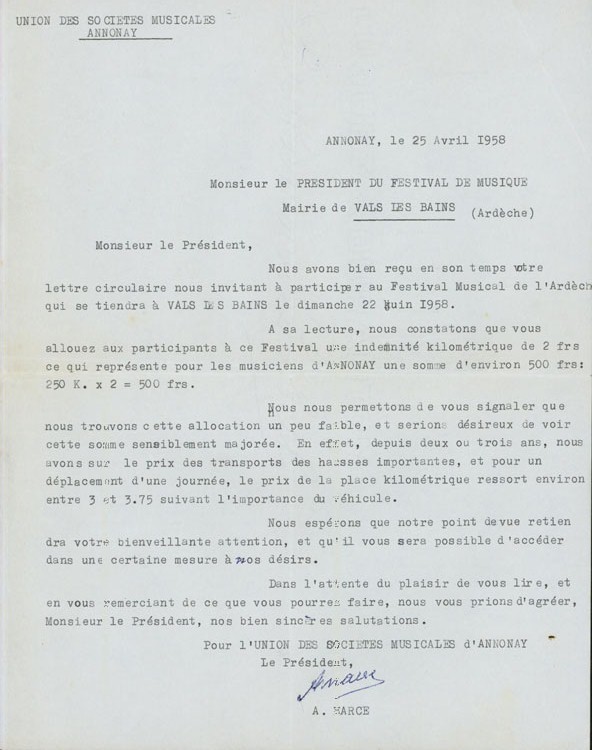 UNION DES SOCIETES MUSICALES
ANNONAY
ANNONAY, le 25 Avril I958
Monsieur le PRESIDENT DU FESTIVAL DE MUSIQUE
Mairie de VALS LES BAINS (Ardèche)
Monsieur le Président,
Nous avons bien reçu en son temps votre
lettre circulaire nous invitant à participer au Festival Musical de l'Ardèch
qui se tiendra à VALS LES BAINS le dimanche 22 juin I958.
A sa lecture, nous constatons que vous
allouez aux participants à ce Festival une indemnité kilométrique de 2 frs
ce qui représente pour les musiciens d'ANNONAY une somme d'environ 500 frs:
250 K. x 2 = 500 frs.
Nous nous permettons de vous signaler que
nous trouvons cette allocation un peu faible, et serions désireux de voir
cette somme sensiblement majorée. En effet, depuis deux ou trois ans, nous
avons sur le prix des transports des hausses importantes, et pour un
déplacement d'une journée, le prix de la place kilométrique ressort environ
entre 3 et 3.75 suivant l'importance du véhicule.
Nous espérons que notre point de vue retien
dra votre bienveillante attention, et qu'il vous sera possible d'accéder
dans une certaine mesure à nos désirs.
Dans l'attente du plaisir de vous lire, et
en vous remerciant de ce que vous pourrez faire, nous vous prions d'agréer,
Monsieur le Président, nos bien sincères salutations.
Pour l'UNION DES SOCIETES MUSICALES d'ANNONAY
Le Président,
A. MARCE